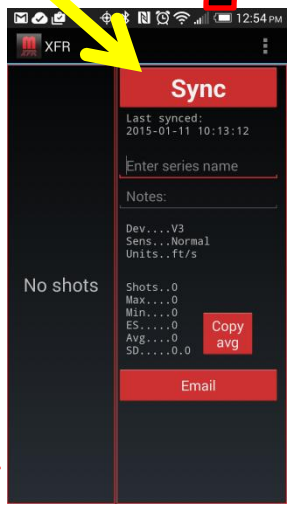 12:54 PM
XFR
XFR
Sync
Last synced:
2015-01-11 10:13:12
Enter series name
Notes:
Dev....V3
Sens...Normal
Units..ft/s
No shots
Shots..0
Max....0
Min....0
ES.....0
Avg....0
SD.....0.0
Copy
avg
Email